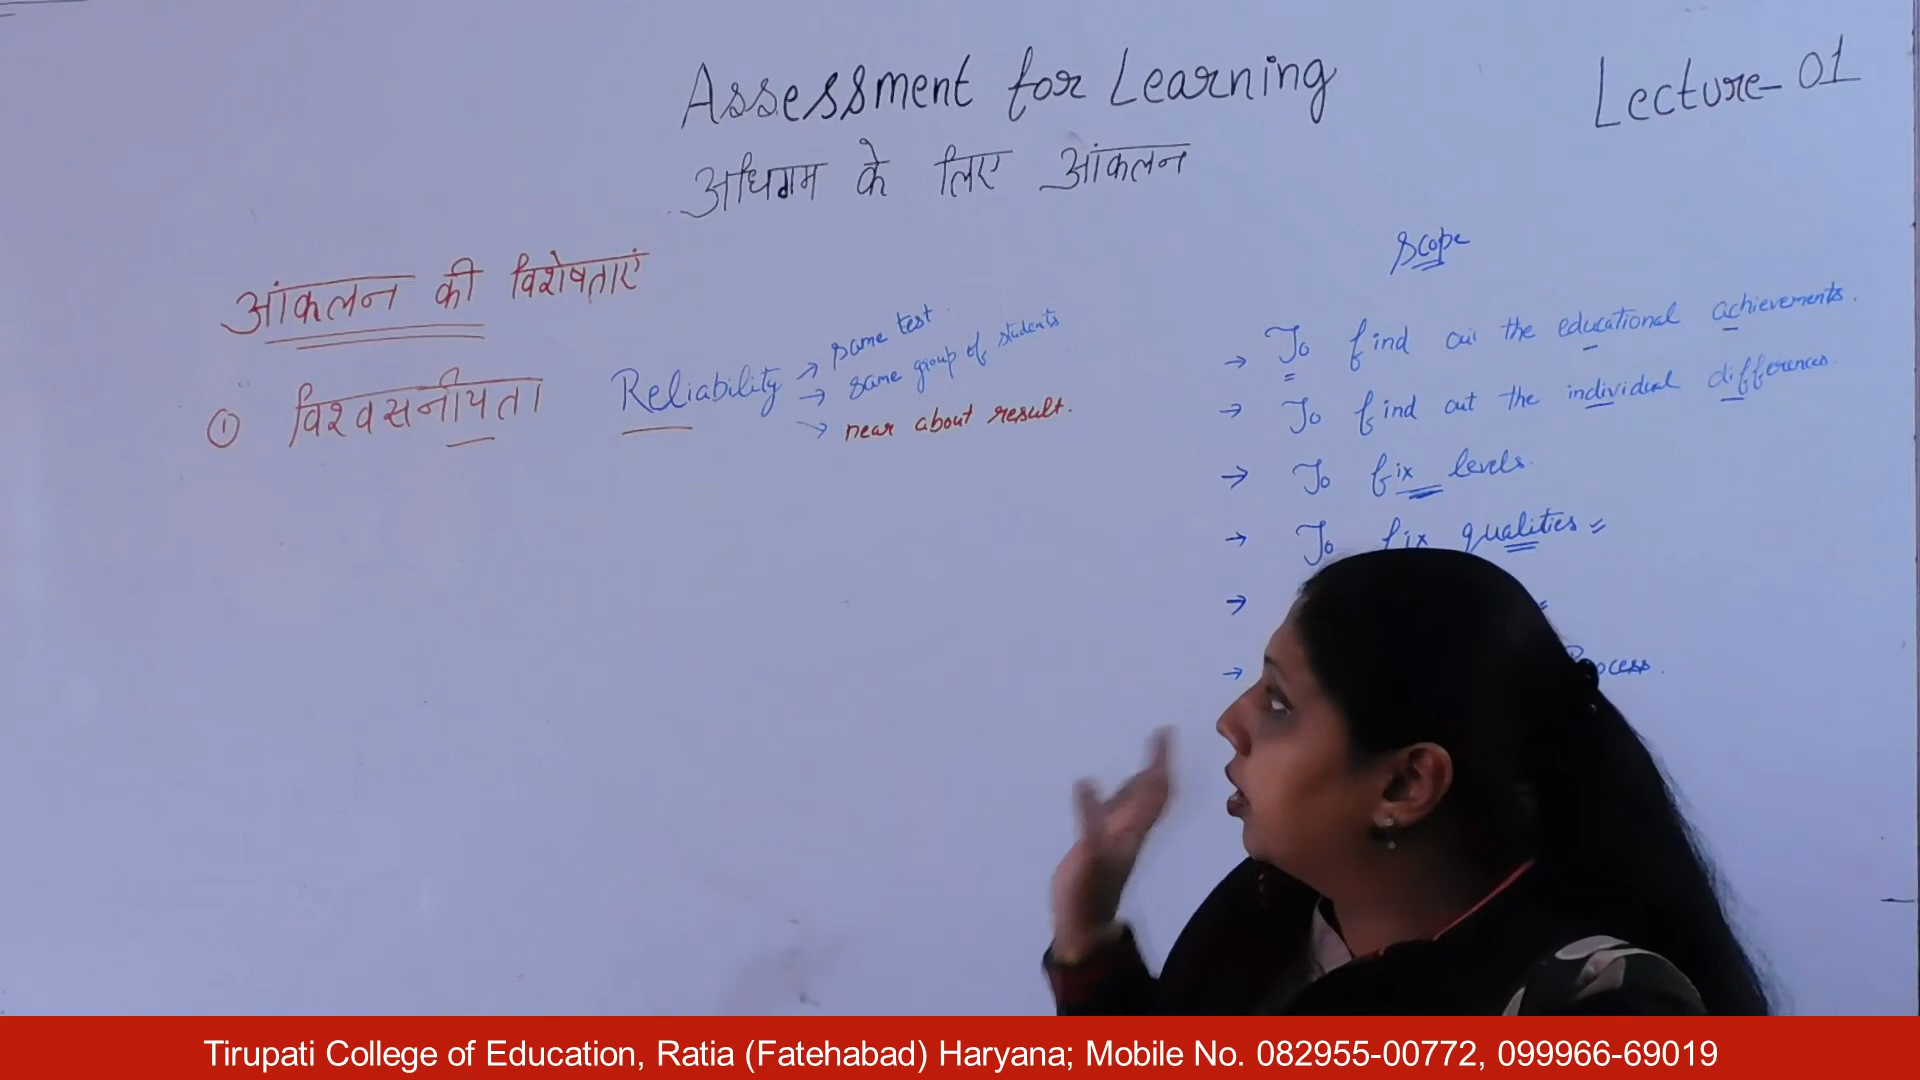 Assessment for Learning
Lecture-01
अधिगम के लिए आंकलन
आंकलन की विशेषताएं
① विश्वसनीयता Reliability → same test
→ same group of students
→ near about result.
Scope
→ To find out the educational achievements.
→ To find out the individual differences.
→ To fix levels.
→ To fix qualities =
→
→ Process.
Tirupati College of Education, Ratia (Fatehabad) Haryana; Mobile No. 082955-00772, 099966-69019